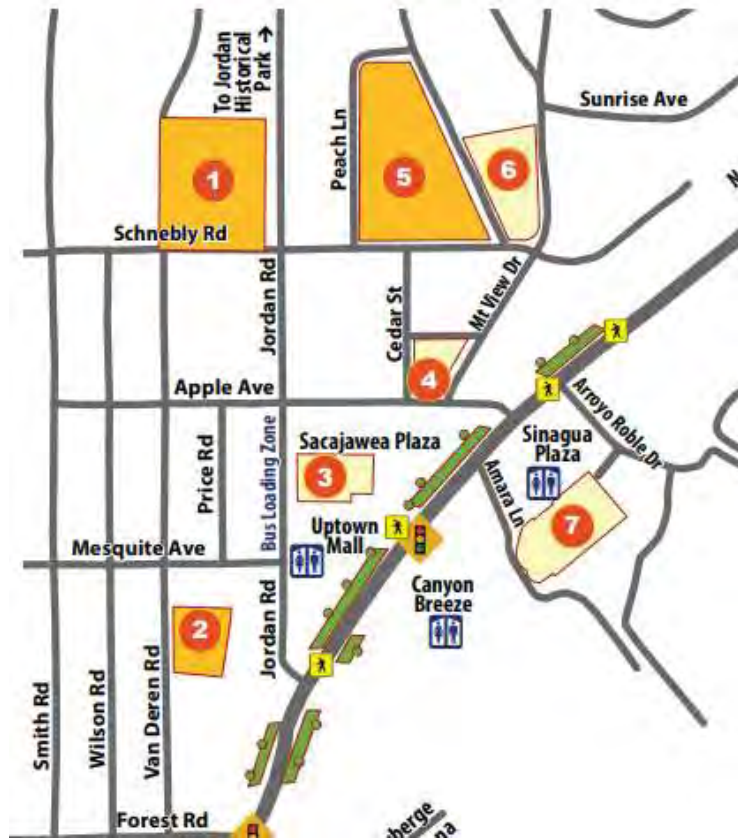 To Jordan
Historical
Park →
Sunrise Ave
Peach Ln
1
5
6
Schnebly Rd
Jordan Rd
Cedar St
Mt View Dr
4
Apple Ave
Arroyo Roble Dr
Price Rd
Bus Loading Zone
Sacajawea Plaza
3
Sinagua
Plaza
Amara Ln
7
Uptown
Mall
Mesquite Ave
Canyon
Breeze
2
Jordan Rd
Smith Rd
Wilson Rd
Van Deren Rd
Forest Rd